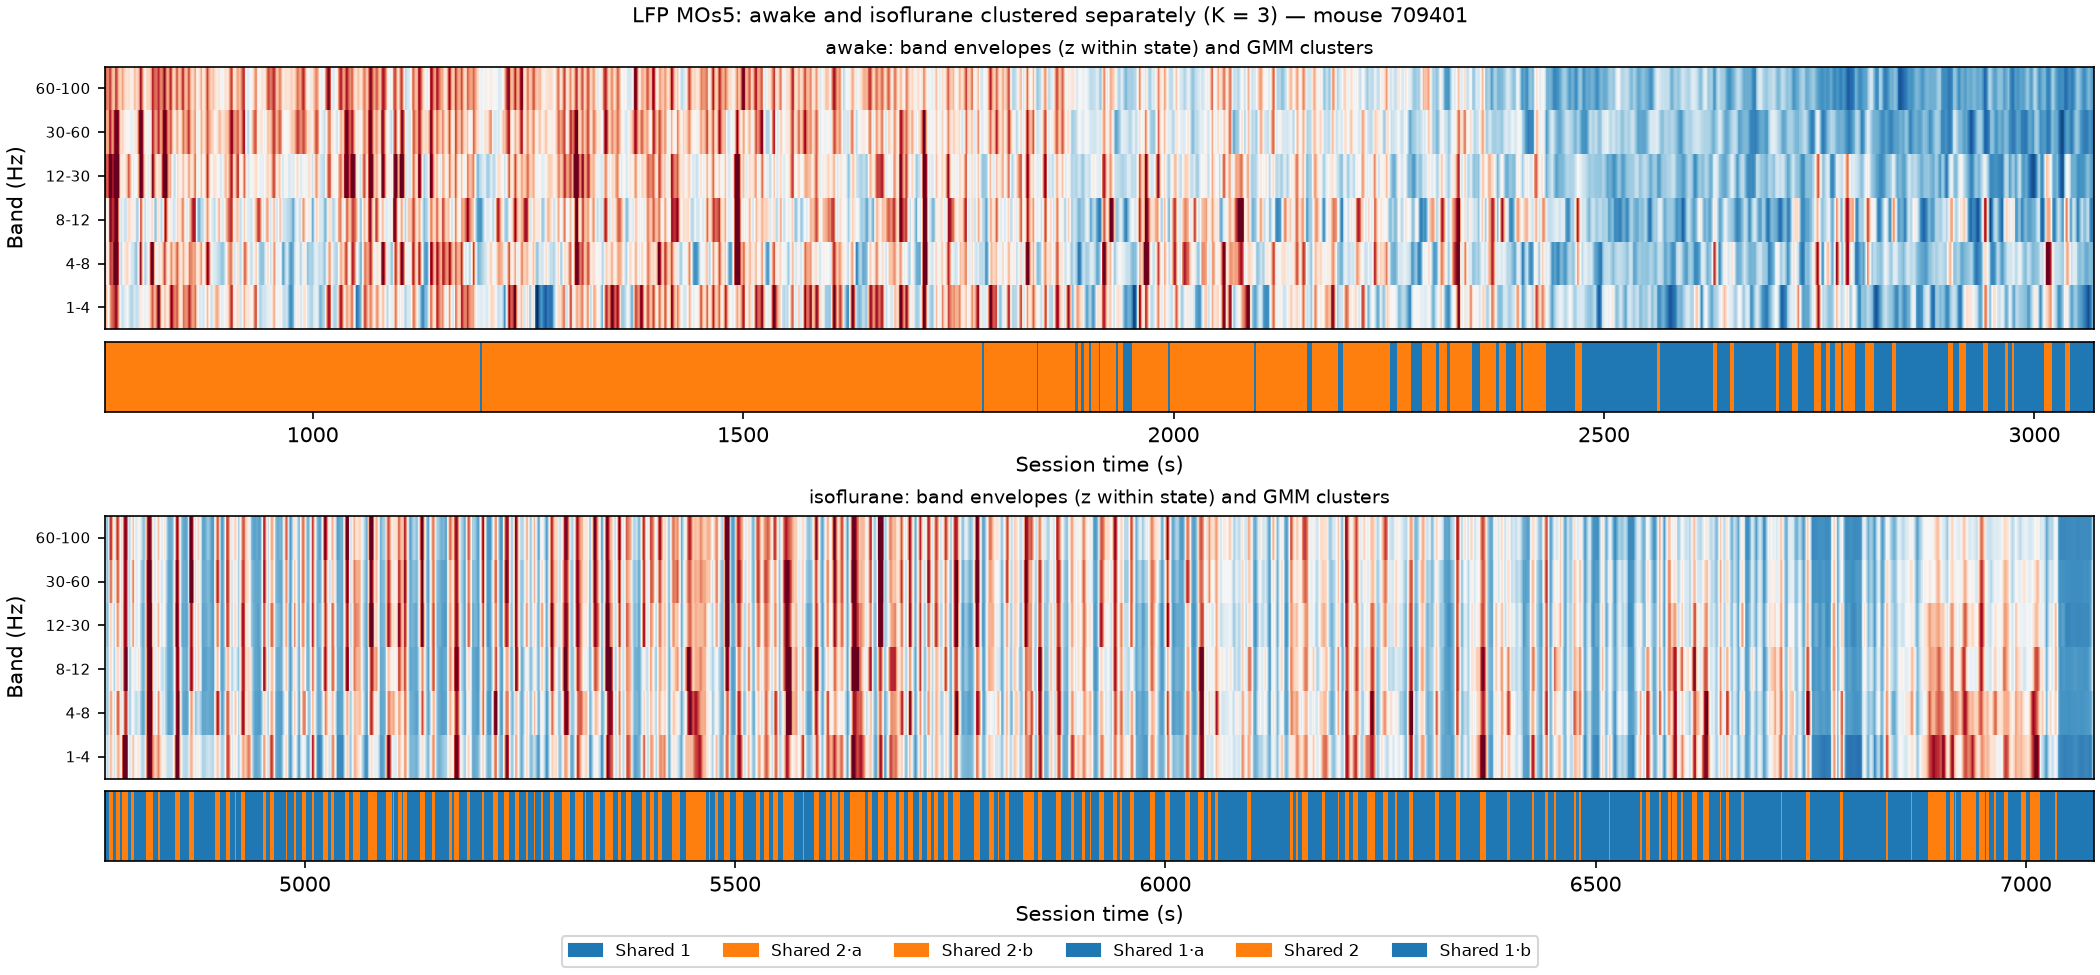 LFP MOs5: awake and isoflurane clustered separately (K = 3) — mouse 709401
awake: band envelopes (z within state) and GMM clusters
Band (Hz)
60-100
30-60
12-30
8-12
4-8
1-4
1000
1500
2000
2500
3000
Session time (s)
isoflurane: band envelopes (z within state) and GMM clusters
Band (Hz)
60-100
30-60
12-30
8-12
4-8
1-4
5000
5500
6000
6500
7000
Session time (s)
Shared 1
Shared 2·a
Shared 2·b
Shared 1·a
Shared 2
Shared 1·b